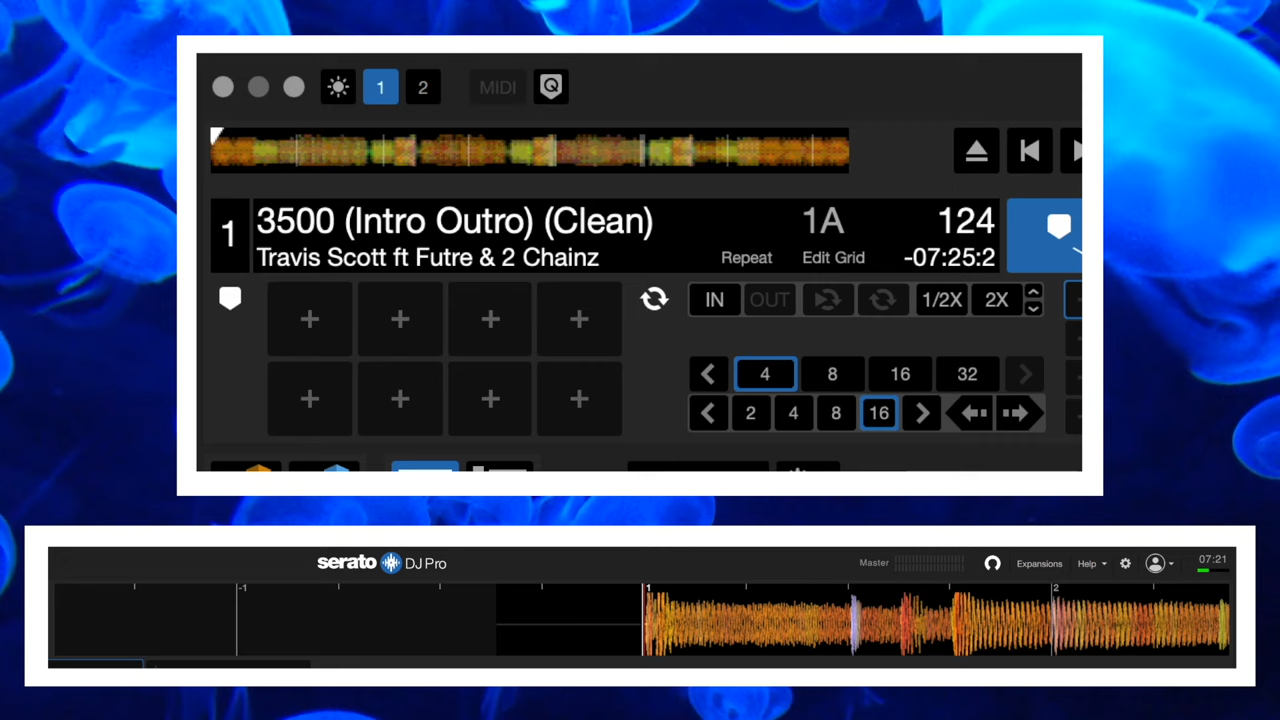 1 2 MIDI Q
1 3500 (Intro Outro) (Clean) 1A 124
Travis Scott ft Futre & 2 Chainz Repeat Edit Grid -07:25:2
+ + + + IN OUT 1/2X 2X
4 8 16 32
+ + + + 2 4 8 16
serato DJ Pro Master Expansions Help 07:21
-1 1 2